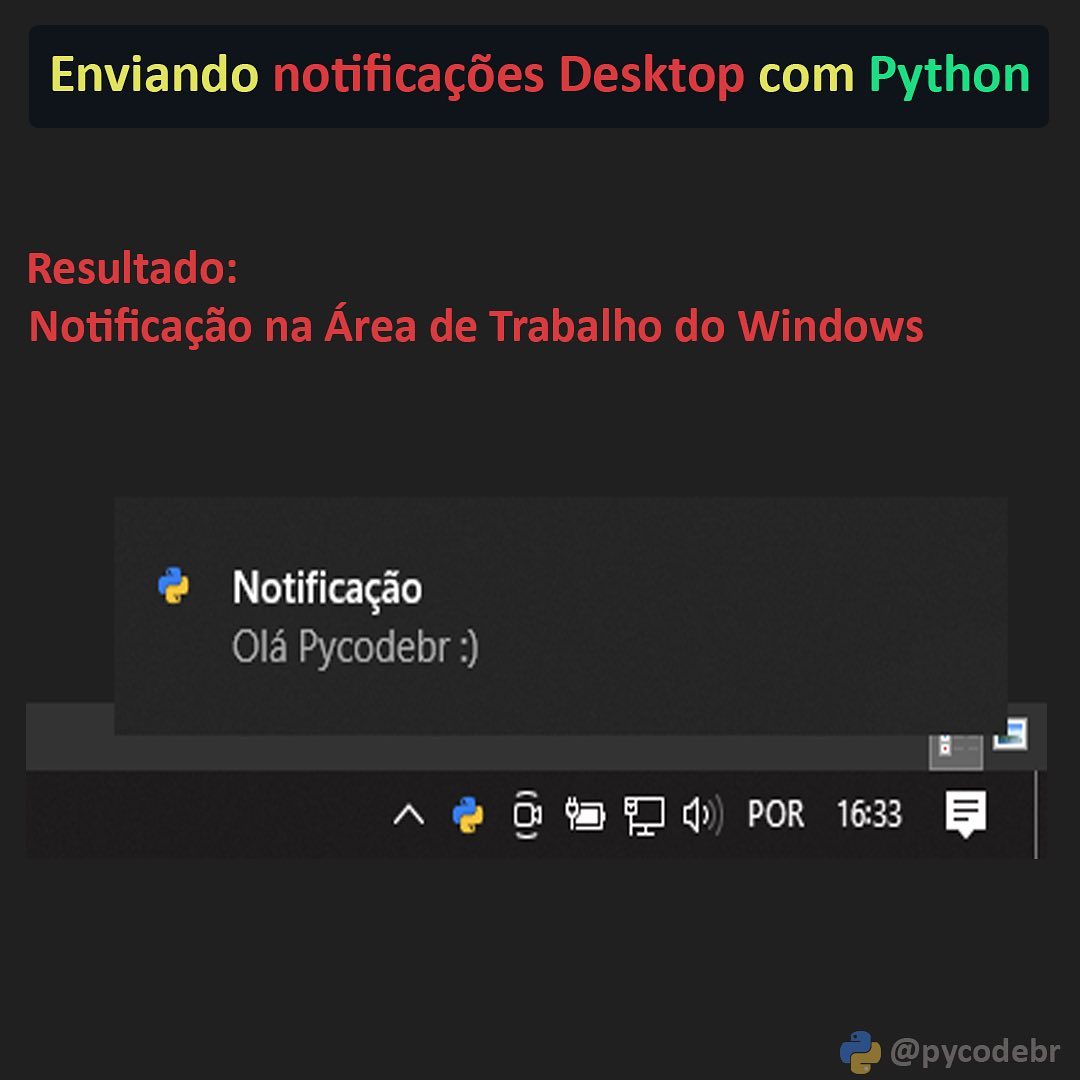 Enviando notificações Desktop com Python
Resultado:
Notificação na Área de Trabalho do Windows
Notificação
Olá Pycodebr :)
POR 16:33
@pycodebr